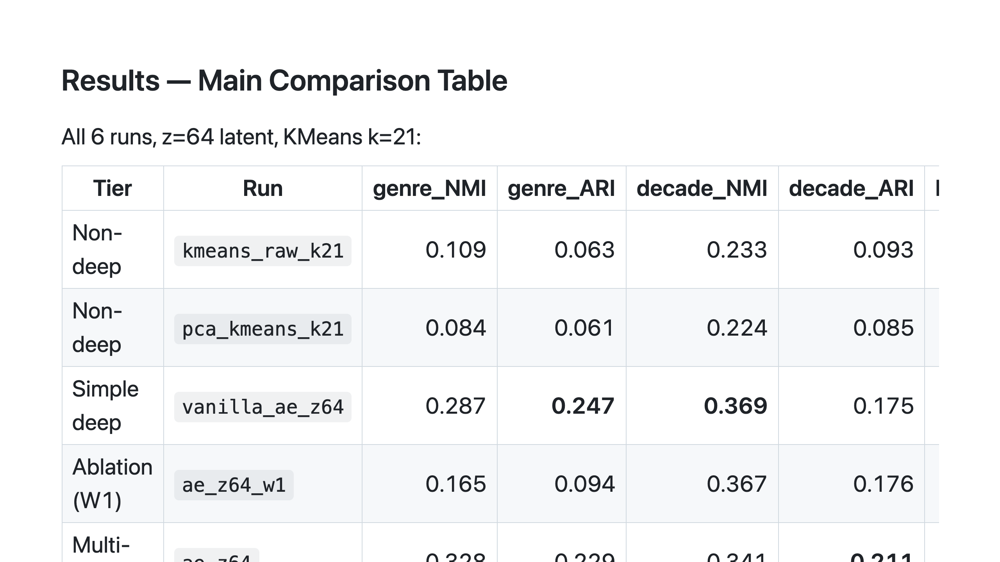 Results — Main Comparison Table
All 6 runs, z=64 latent, KMeans k=21:
Tier Run genre_NMI genre_ARI decade_NMI decade_ARI
Non-
deep
kmeans_raw_k21 0.109 0.063 0.233 0.093
Non-
deep
pca_kmeans_k21 0.084 0.061 0.224 0.085
Simple
deep
vanilla_ae_z64 0.287 0.247 0.369 0.175
Ablation
(W1)
ae_z64_w1 0.165 0.094 0.367 0.176
Multi-
ae_z64 0.328 0.229 0.341 0.211